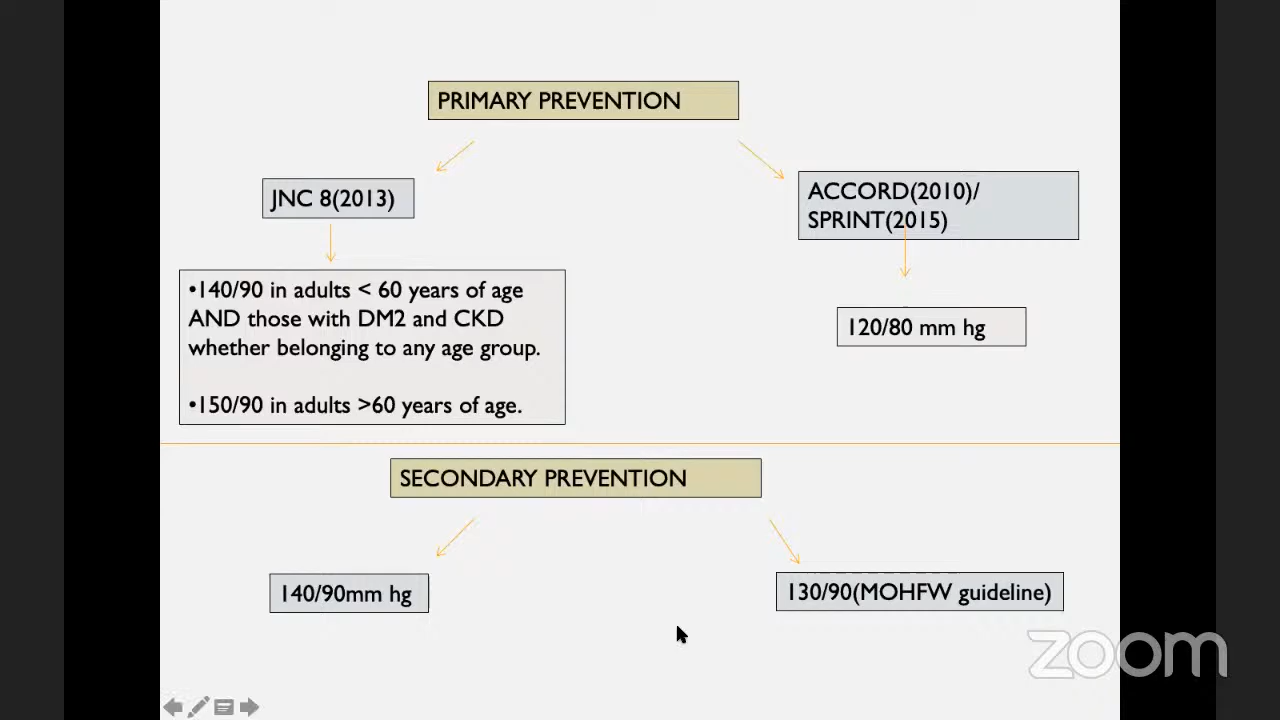 PRIMARY PREVENTION
JNC 8(2013)
ACCORD(2010)/
SPRINT(2015)
•140/90 in adults < 60 years of age
AND those with DM2 and CKD
whether belonging to any age group.
•150/90 in adults >60 years of age.
120/80 mm hg
SECONDARY PREVENTION
140/90mm hg
130/90(MOHFW guideline)
zoom